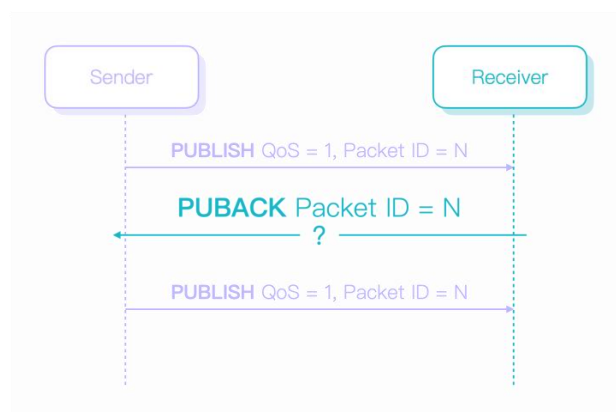 Sender
Receiver
PUBLISH QoS = 1, Packet ID = N
PUBACK Packet ID = N
?
PUBLISH QoS = 1, Packet ID = N